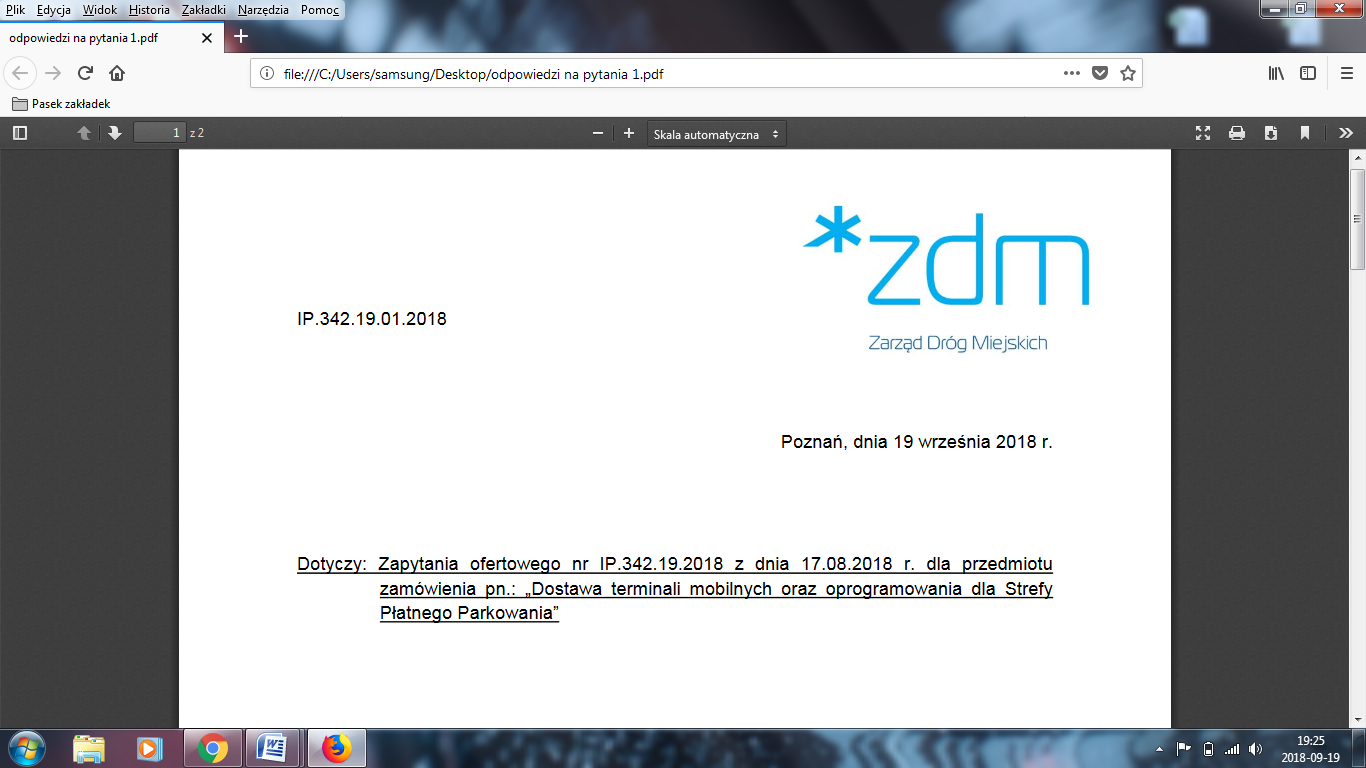 Plik Edycja Widok Historia Zakładki Narzędzia Pomoc
odpowiedzi na pytania 1.pdf
file:///C:/Users/samsung/Desktop/odpowiedzi na pytania 1.pdf
Pasek zakładek
1 z 2
Skala automatyczna
*zdm
Zarząd Dróg Miejskich
IP.342.19.01.2018
Poznań, dnia 19 września 2018 r.
Dotyczy: Zapytania ofertowego nr IP.342.19.2018 z dnia 17.08.2018 r. dla przedmiotu
zamówienia pn.: „Dostawa terminali mobilnych oraz oprogramowania dla Strefy
Płatnego Parkowania”
19:25
2018-09-19